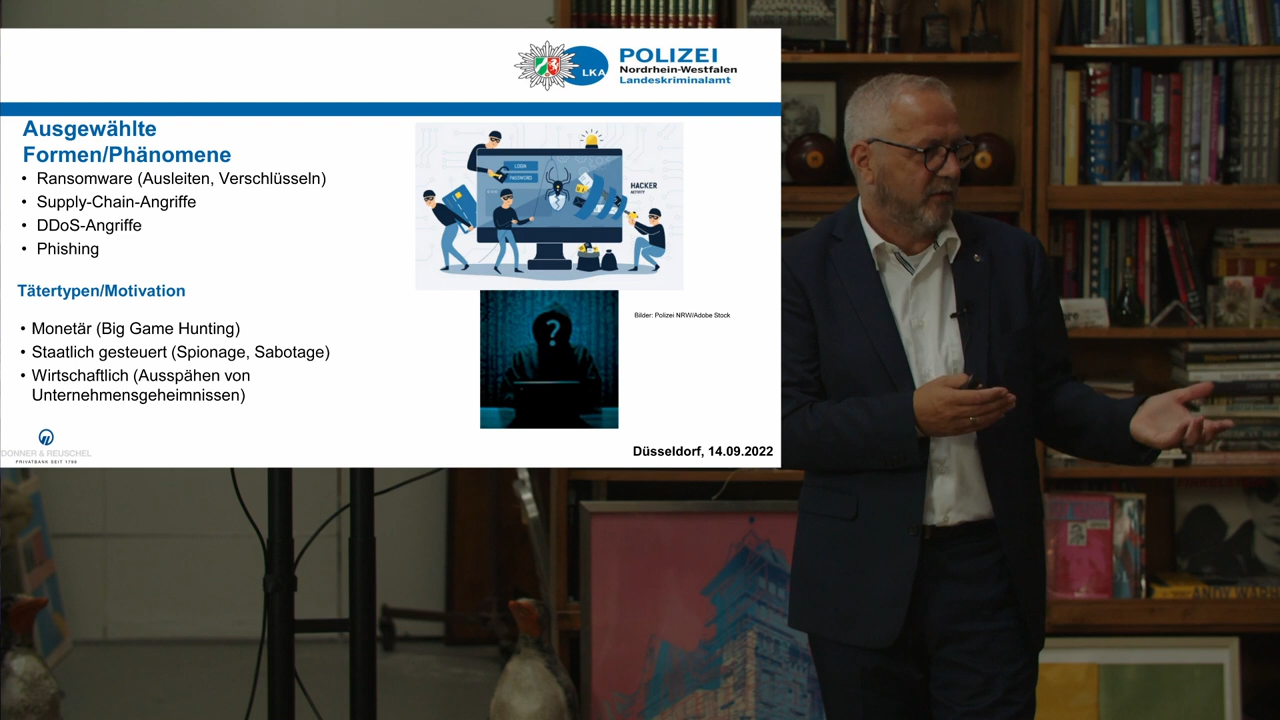 LKA
POLIZEI
Nordrhein-Westfalen
Landeskriminalamt
Ausgewählte
Formen/Phänomene
• Ransomware (Ausleiten, Verschlüsseln)
• Supply-Chain-Angriffe
• DDoS-Angriffe
• Phishing
LOGIN
PASSWORD
HACKER
ACTIVITY
?
Tätertypen/Motivation
• Monetär (Big Game Hunting)
• Staatlich gesteuert (Spionage, Sabotage)
• Wirtschaftlich (Ausspähen von
Unternehmensgeheimnissen)
Bilder: Polizei NRW/Adobe Stock
DONNER & REUSCHEL
PRIVATBANK SEIT 1798
Düsseldorf, 14.09.2022
ANDY WARH